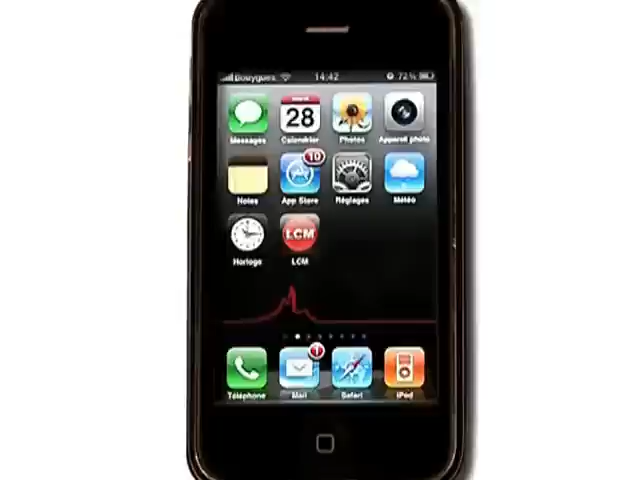 Bouygues 14:42 72 %
28
Messages Calendrier Photos Appareil photo
10
Notes App Store Réglages Météo
LCM
Horloge LCM
1
Téléphone Mail Safari iPod